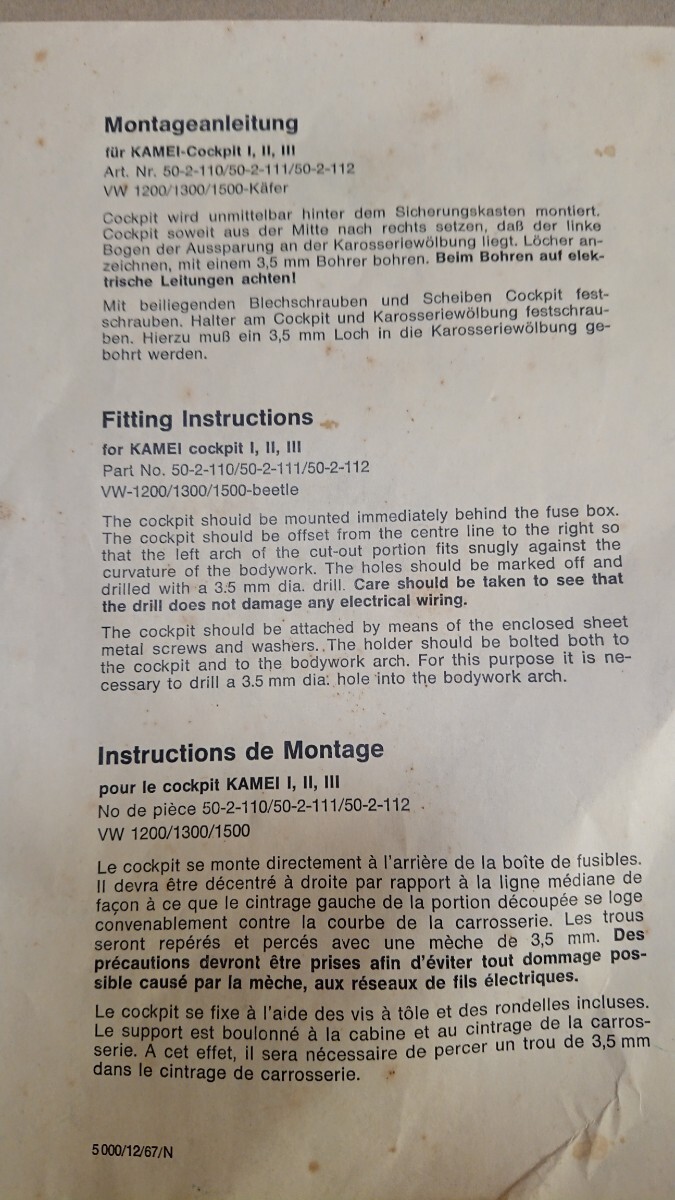 Montageanleitung
für KAMEI-Cockpit I, II, III
Art. Nr. 50-2-110/50-2-111/50-2-112
VW 1200/1300/1500-Käfer
Cockpit wird unmittelbar hinter dem Sicherungskasten montiert.
Cockpit soweit aus der Mitte nach rechts setzen, daß der linke
Bogen der Aussparung an der Karosseriewölbung liegt. Löcher an-
zeichnen, mit einem 3,5 mm Bohrer bohren. Beim Bohren auf elek-
trische Leitungen achten!
Mit beiliegenden Blechschrauben und Scheiben Cockpit fest-
schrauben. Halter am Cockpit und Karosseriewölbung festschrau-
ben. Hierzu muß ein 3,5 mm Loch in die Karosseriewölbung ge-
bohrt werden.
Fitting Instructions
for KAMEI cockpit I, II, III
Part No. 50-2-110/50-2-111/50-2-112
VW-1200/1300/1500-beetle
The cockpit should be mounted immediately behind the fuse box.
The cockpit should be offset from the centre line to the right so
that the left arch of the cut-out portion fits snugly against the
curvature of the bodywork. The holes should be marked off and
drilled with a 3.5 mm dia. drill. Care should be taken to see that
the drill does not damage any electrical wiring.
The cockpit should be attached by means of the enclosed sheet
metal screws and washers. The holder should be bolted both to
the cockpit and to the bodywork arch. For this purpose it is ne-
cessary to drill a 3.5 mm dia. hole into the bodywork arch.
Instructions de Montage
pour le cockpit KAMEI I, II, III
No de pièce 50-2-110/50-2-111/50-2-112
VW 1200/1300/1500
Le cockpit se monte directement à l'arrière de la boîte de fusibles.
Il devra être décentré à droite par rapport à la ligne médiane de
façon à ce que le cintrage gauche de la portion découpée se loge
convenablement contre la courbe de la carrosserie. Les trous
seront repérés et percés avec une mèche de 3,5 mm. Des
précautions devront être prises afin d'éviter tout dommage pos-
sible causé par la mèche, aux réseaux de fils électriques.
Le cockpit se fixe à l'aide des vis à tôle et des rondelles incluses.
Le support est boulonné à la cabine et au cintrage de la carros-
serie. A cet effet, il sera nécessaire de percer un trou de 3,5 mm
dans le cintrage de carrosserie.
5 000/12/67/N